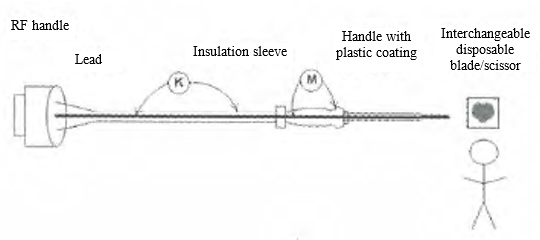 RF handle
Lead
Insulation sleeve
Handle with
plastic coating
Interchangeable
disposable
blade/scissor
K
M